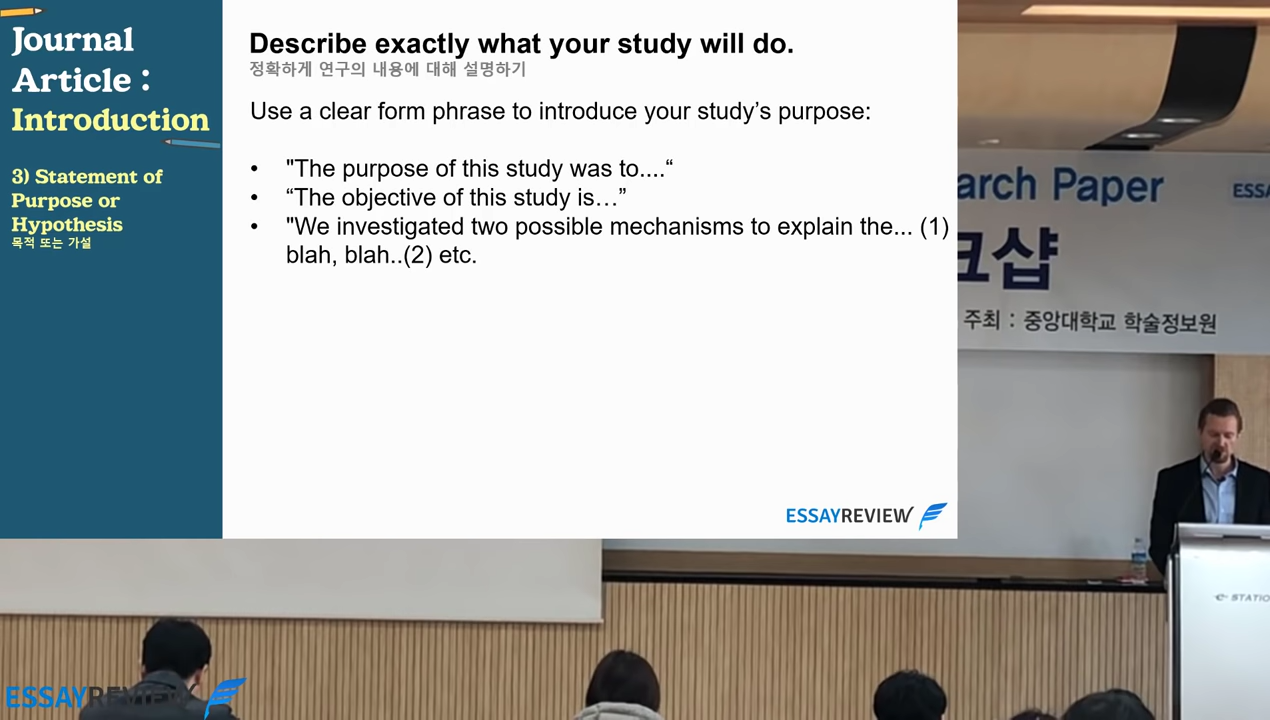 Journal
Article :
Introduction
3) Statement of
Purpose or
Hypothesis
목적 또는 가설
Describe exactly what your study will do.
정확하게 연구의 내용에 대해 설명하기
Use a clear form phrase to introduce your study’s purpose:
• "The purpose of this study was to....“
• “The objective of this study is…”
• "We investigated two possible mechanisms to explain the... (1)
blah, blah..(2) etc.
ESSAYREVIEW
arch Paper
ESSA
크샵
주최 : 중앙대학교 학술정보원
e-STATIO
ESSAYREVIEW